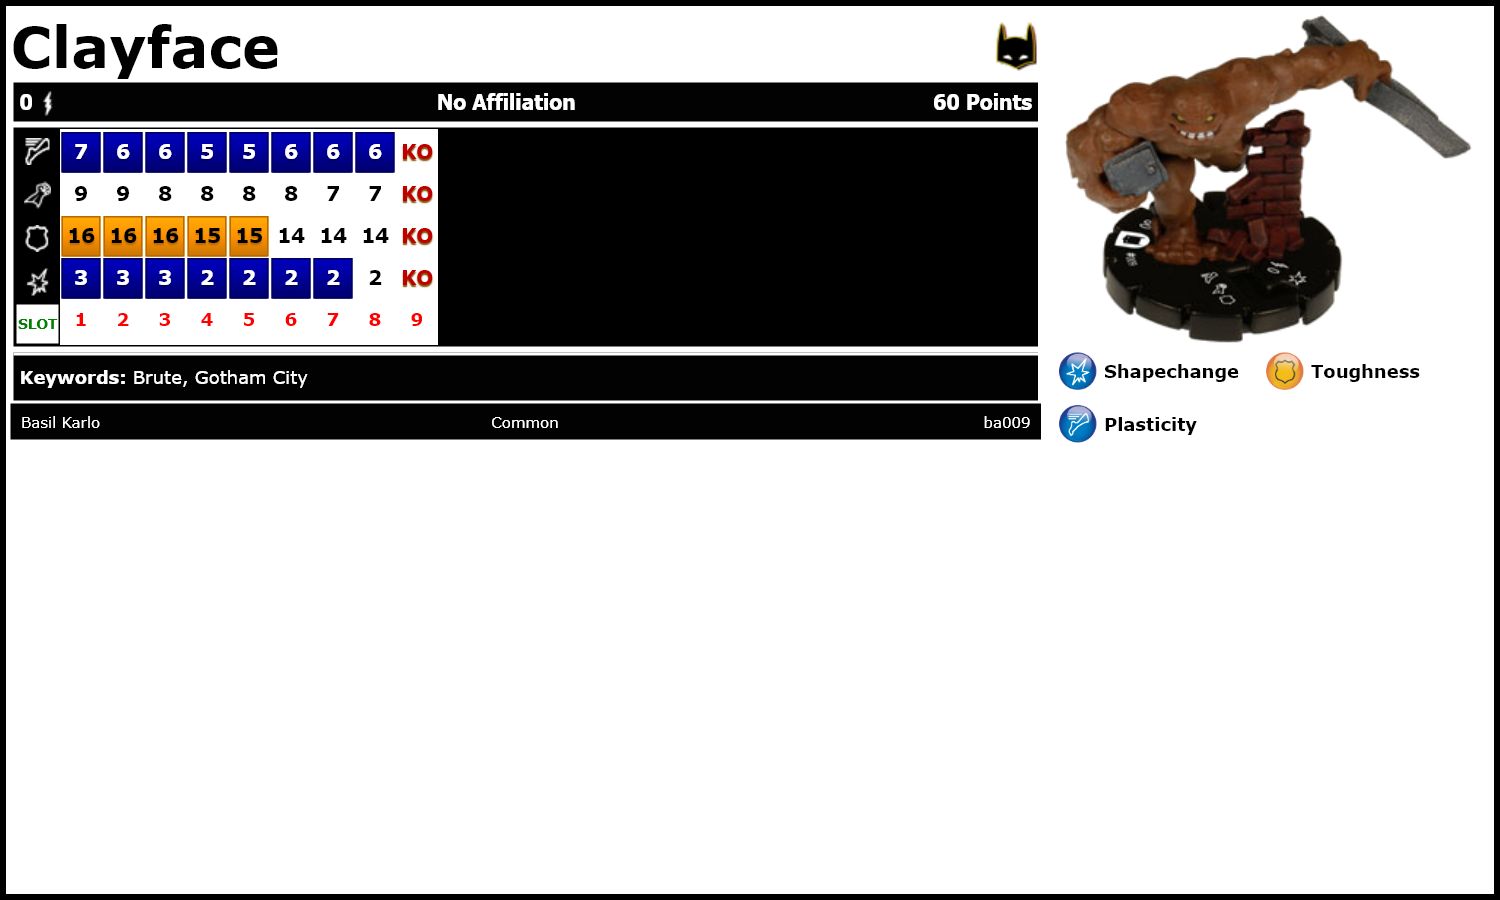 Clayface
0 No Affiliation 60 Points
7 6 6 5 5 6 6 6 KO
9 9 8 8 8 8 7 7 KO
16 16 16 15 15 14 14 14 KO
3 3 3 2 2 2 2 2 KO
SLOT 1 2 3 4 5 6 7 8 9
Keywords: Brute, Gotham City
Basil Karlo Common ba009
Shapechange Toughness
Plasticity